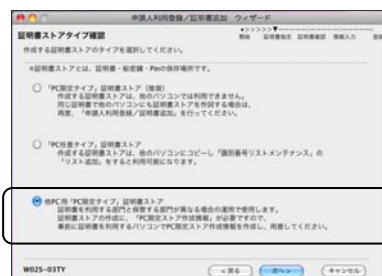 申請人利用登録／証明書追加 ウィザード
証明書ストアタイプ確認
開始 証明書指定 証明書確認 情報入力 登録
作成する証明書ストアのタイプを選択してください。
※証明書ストアとは、証明書・秘密鍵・Pinの保存場所です。
「PC限定タイプ」証明書ストア（推奨）
作成する証明書ストアは、他のパソコンでは利用できません。
同じ証明書で他のパソコンにも証明書ストアを作成する場合は、
再度、「申請人利用登録／証明書追加」を行ってください。
「PC任意タイプ」証明書ストア
作成する証明書ストアは、他のパソコンにコピーし「識別番号リストメンテナンス」の
「リスト追加」をすると利用可能になります。
他PC用「PC限定タイプ」証明書ストア
証明書を利用する部門と保管する部門が異なる場合の運用で使用します。
証明書ストアの作成に、「PC限定ストア作成情報」が必要ですので、
事前に証明書を利用するパソコンでPC限定ストア作成情報を作成し、用意してください。
W025-03TY
<戻る 次へ> キャンセル